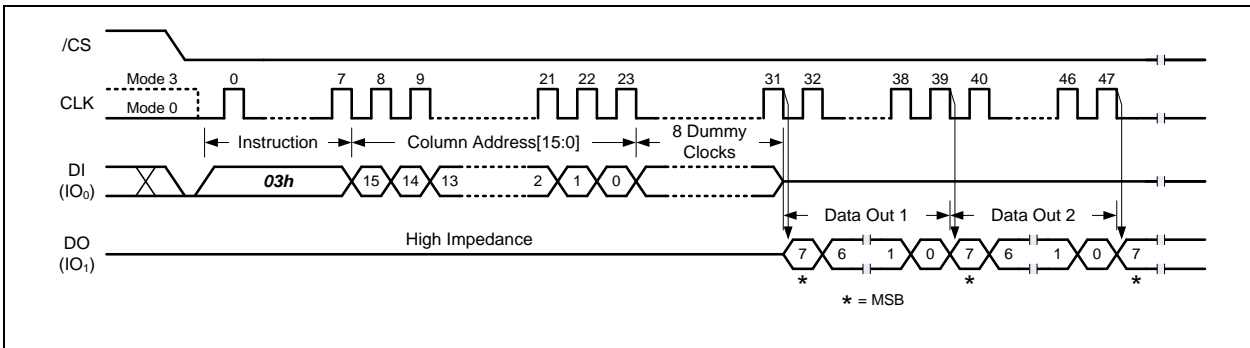 /CS
Mode 3 0 7 8 9 21 22 23 31 32 38 39 40 46 47
CLK
Mode 0
Instruction Column Address[15:0] 8 Dummy Clocks
DI
(IO0)
03h 15 14 13 2 1 0
Data Out 1 Data Out 2
DO
(IO1)
High Impedance
7 6 1 0 7 6 1 0 7
* * *
* = MSB